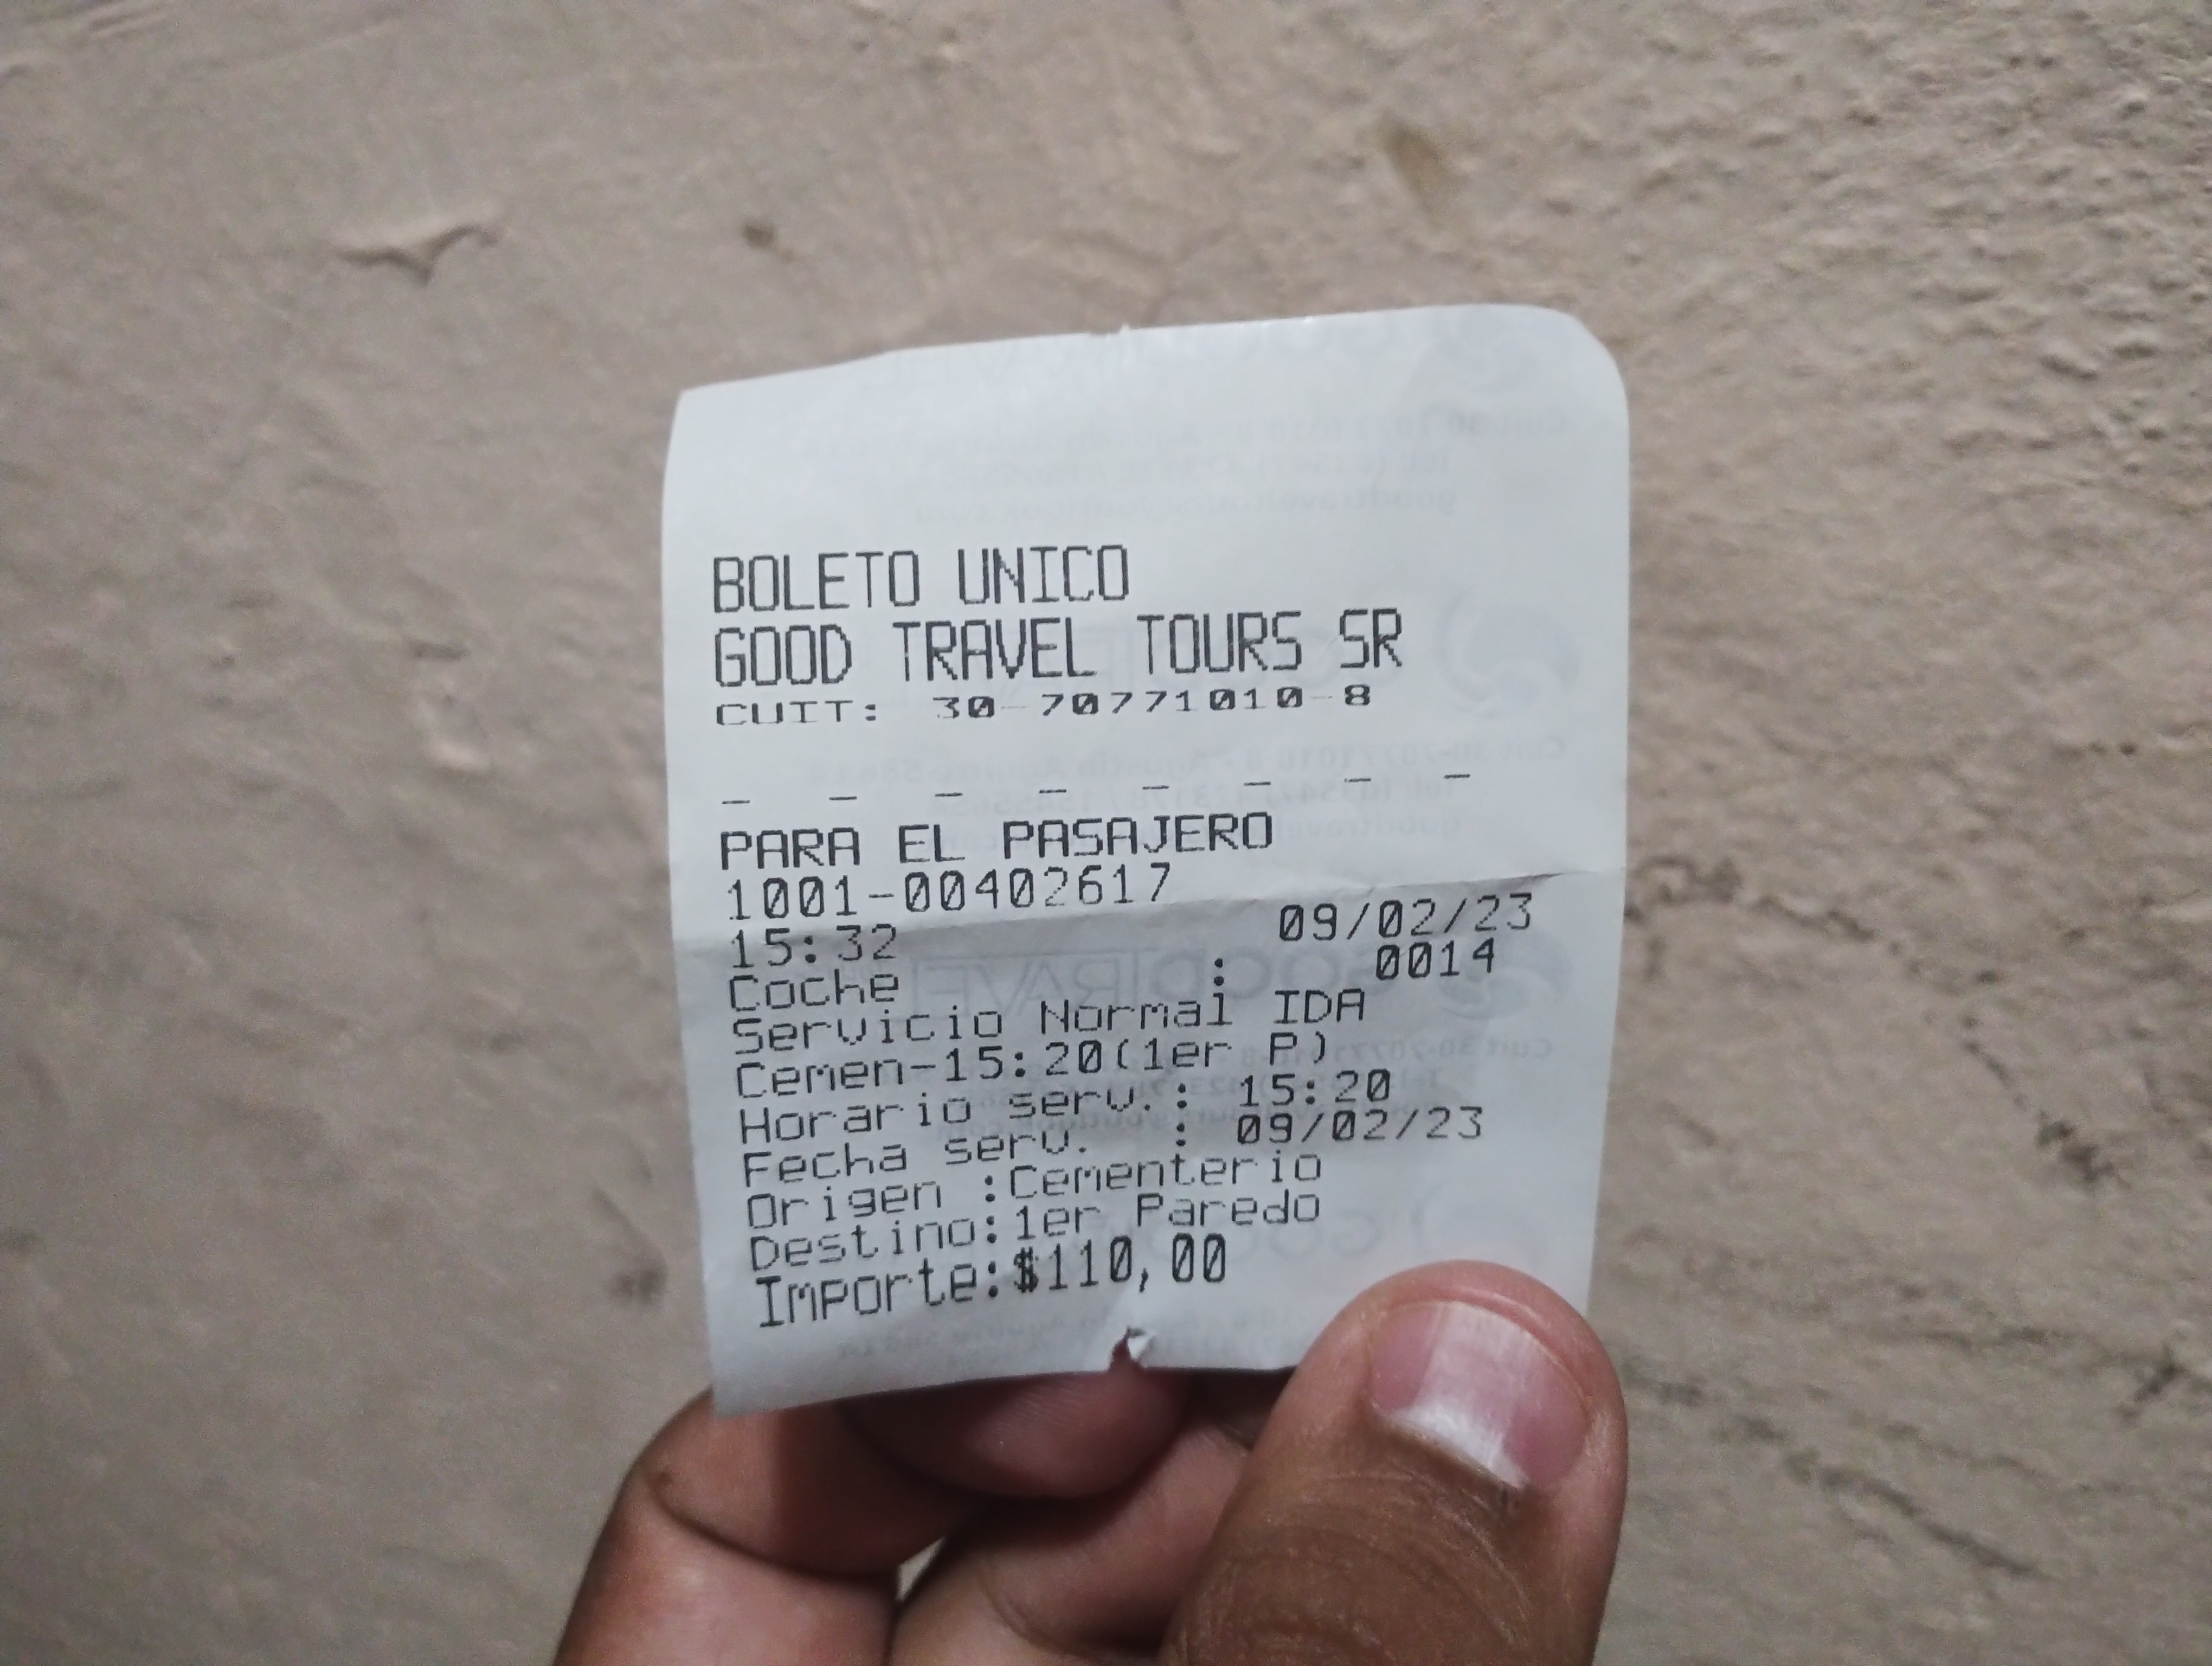 BOLETO UNICO
GOOD TRAVEL TOURS SR
CUIT: 30-70771010-8
- - - - - - - -
PARA EL PASAJERO
1001-00402617
15:32 09/02/23
Coche : 0014
Servicio Normal IDA
Cemen-15:20(1er P)
Horario serv.: 15:20
Fecha serv. : 09/02/23
Origen :Cementerio
Destino:1er Paredo
Importe:$110,00